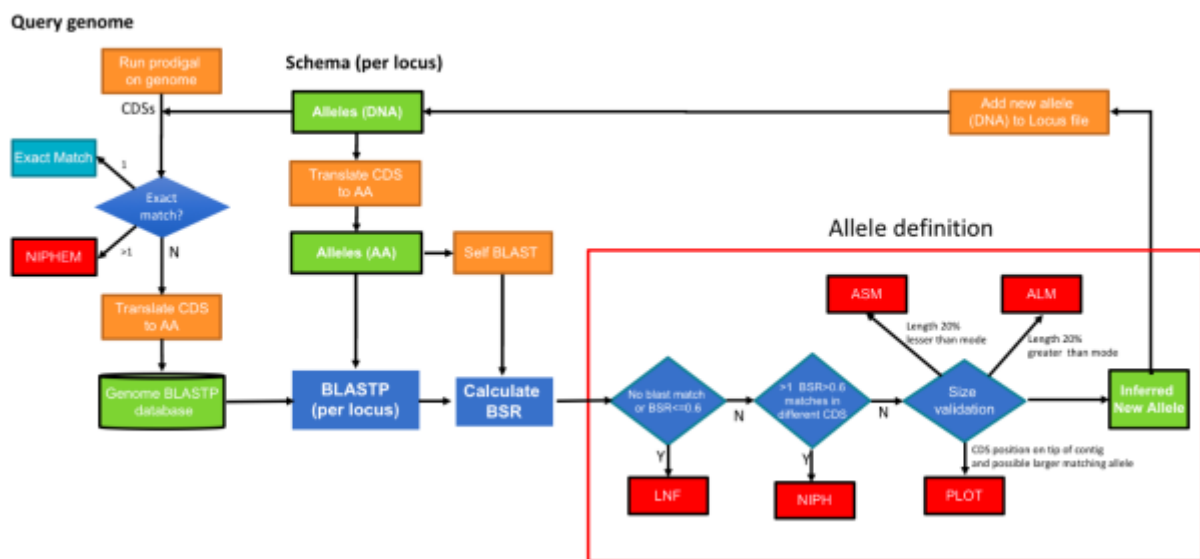 Query genome
Run prodigal
on genome
CDSs
Schema (per locus)
Alleles (DNA)
Add new allele
(DNA) to Locus file
Exact Match
1
Exact
match?
NIPHEM
>1
N
Translate CDS
to AA
Translate CDS
to AA
Alleles (AA)
Self BLAST
Genome BLASTP
database
BLASTP
(per locus)
Calculate
BSR
Allele definition
ASM
ALM
Length 20%
lesser than mode
Length 20%
greater than mode
No blast match
or BSR<=0.6
N
Y
LNF
>1 BSR>0.6
matches in
different CDS
N
Y
NIPH
Size
validation
CDS position on tip of contig
and possible larger matching allele
PLOT
Inferred
New Allele